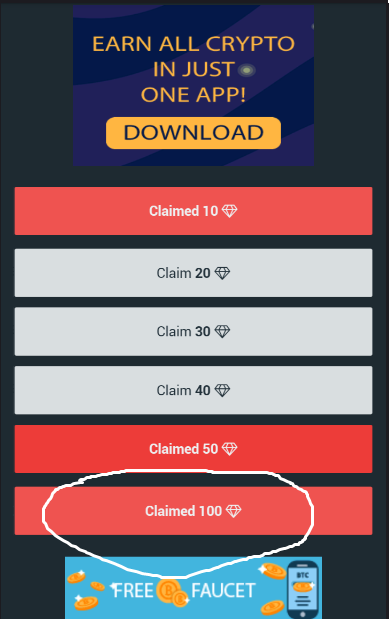 EARN ALL CRYPTO
IN JUST
ONE APP!
DOWNLOAD
Claimed 10
Claim 20
Claim 30
Claim 40
Claimed 50
Claimed 100
FREE FAUCET
BTC